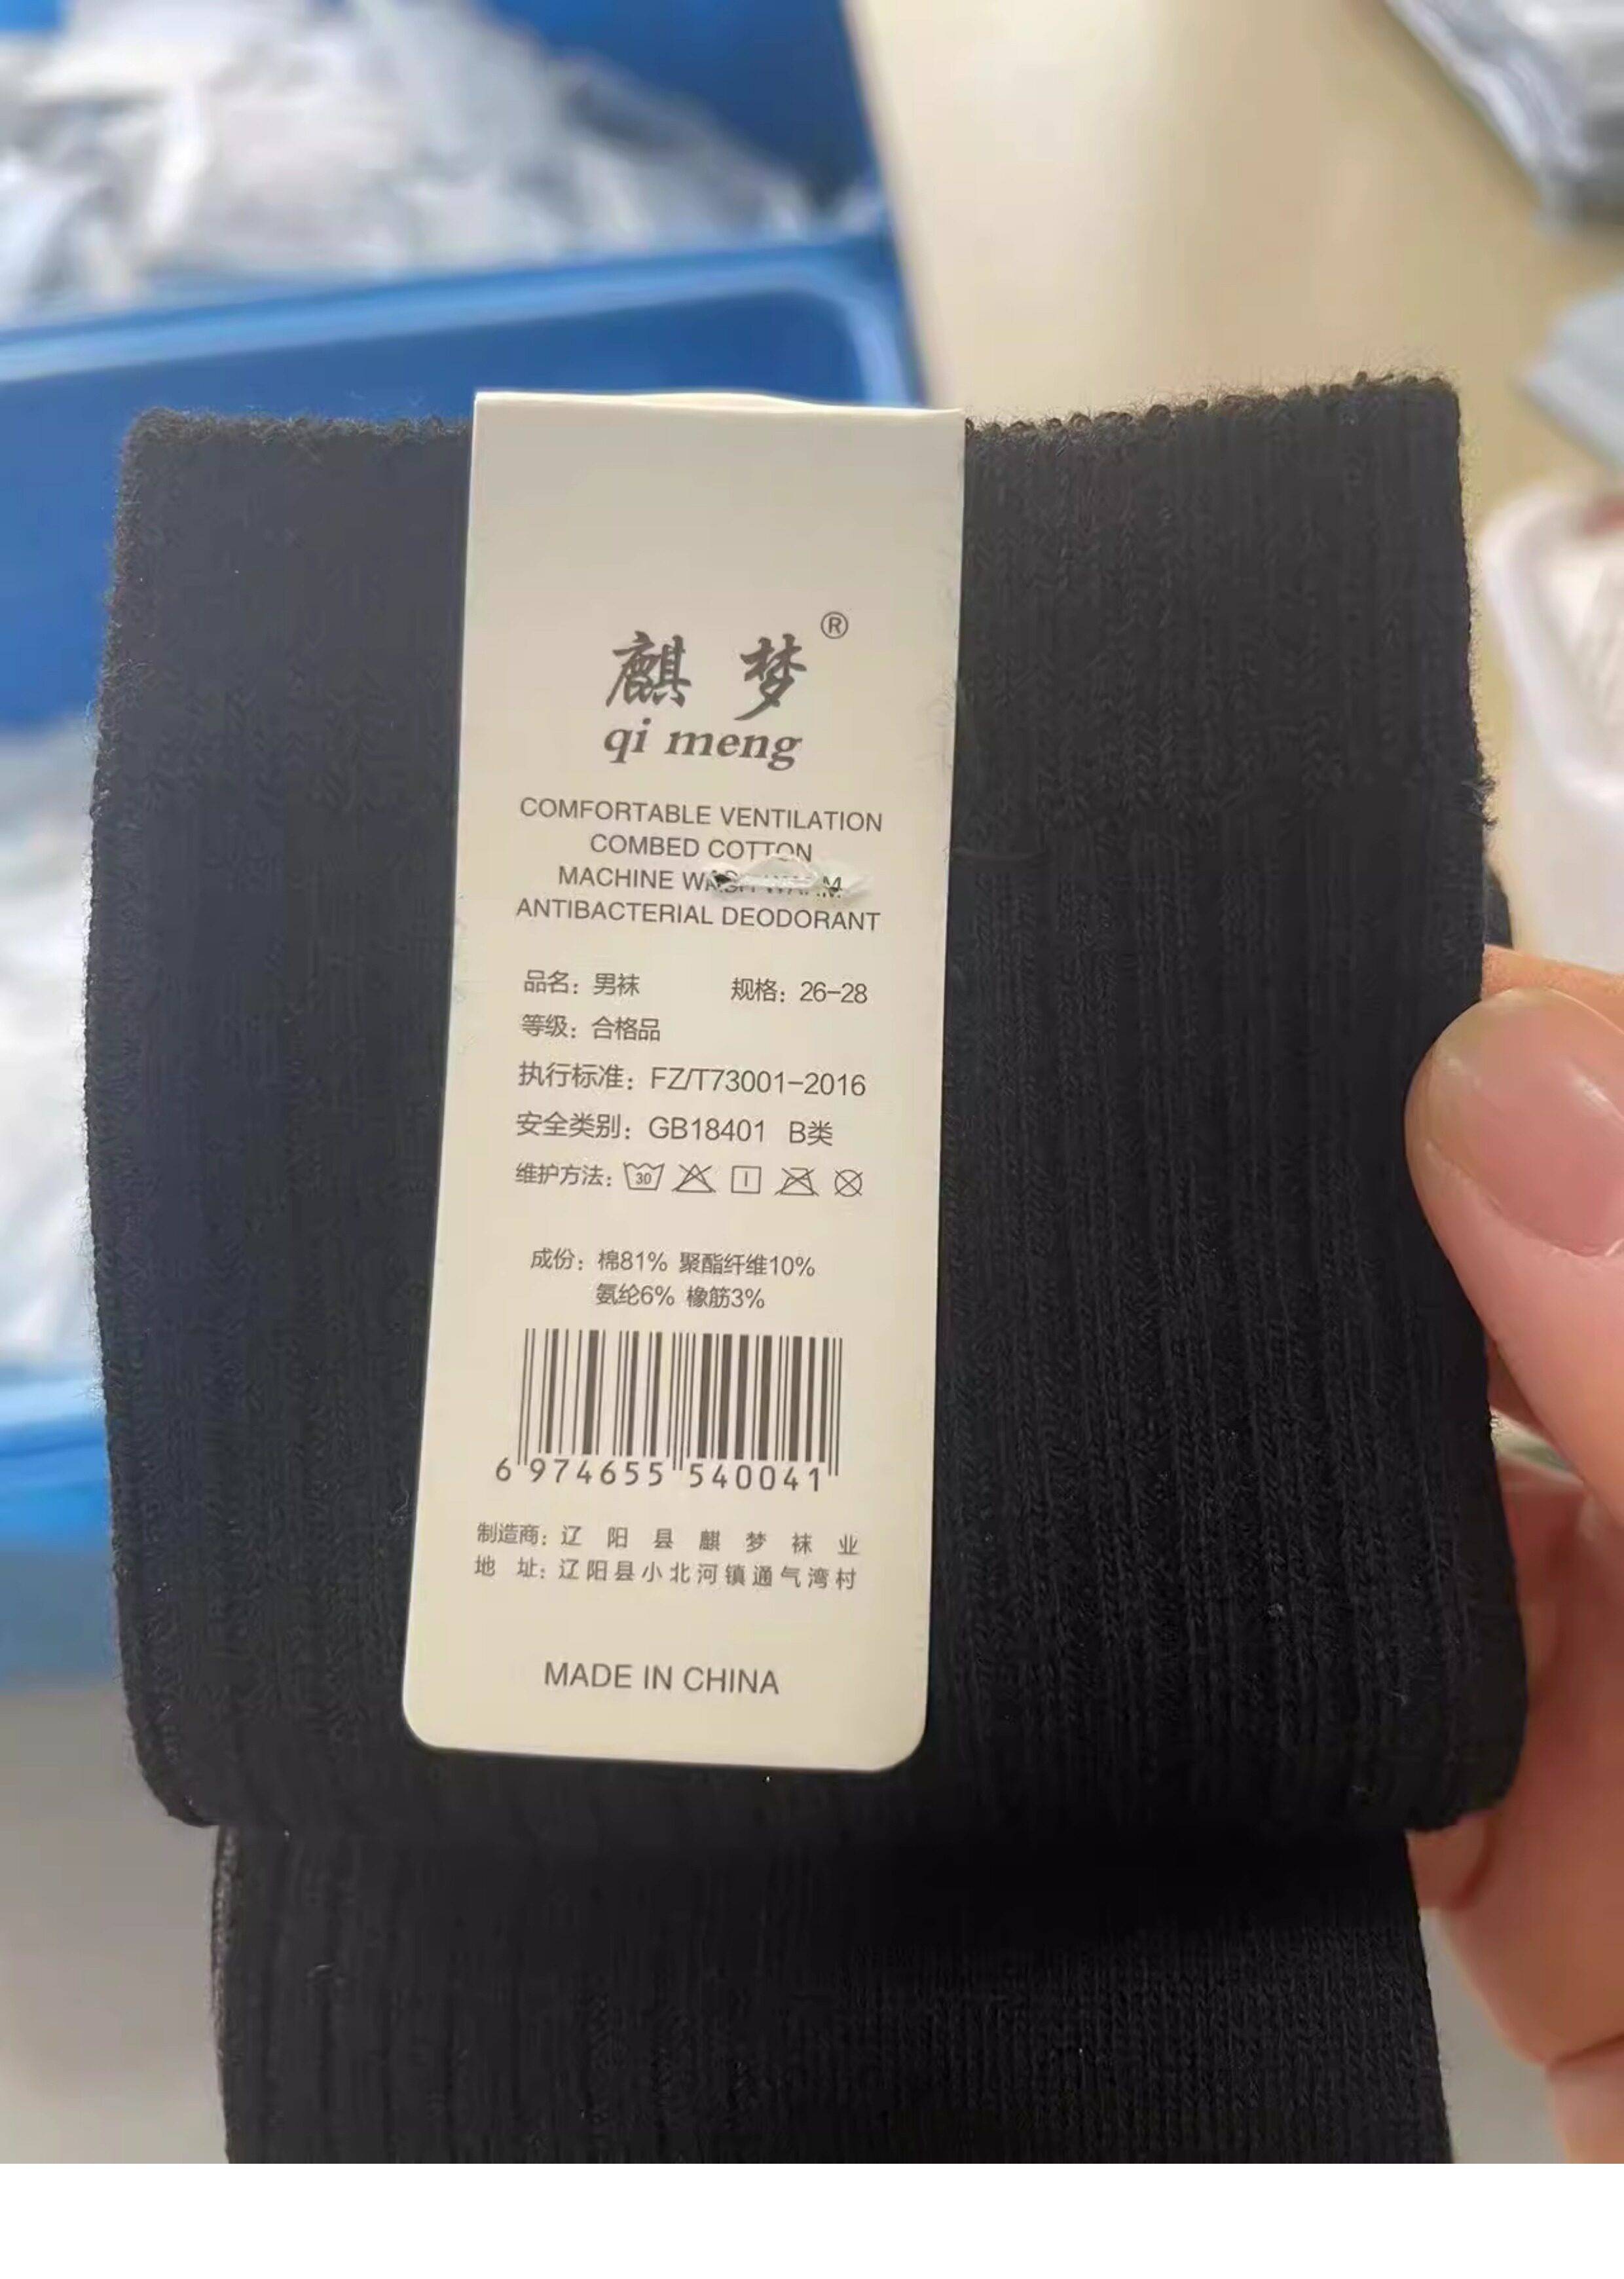 麒梦®
qi meng
COMFORTABLE VENTILATION
COMBED COTTON
MACHINE WASH WARM
ANTIBACTERIAL DEODORANT
品名：男袜 规格：26-28
等级：合格品
执行标准：FZ/T73001-2016
安全类别：GB18401 B类
维护方法：30
成份：棉81% 聚酯纤维10%
氨纶6% 橡筋3%
6 974655 540041
制造商：辽阳县麒梦袜业
地 址：辽阳县小北河镇通气湾村
MADE IN CHINA